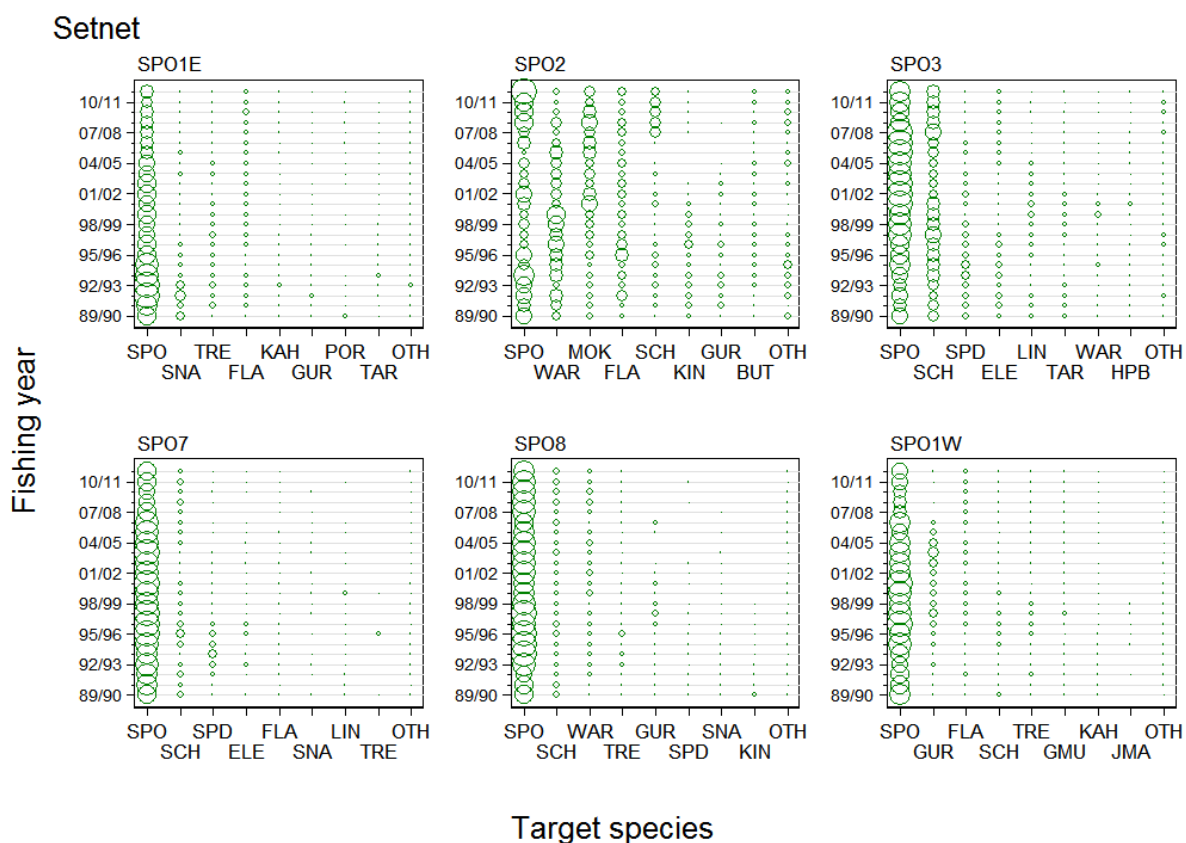 Setnet
SPO1E
SPO2
SPO3
10/11
07/08
04/05
01/02
98/99
95/96
92/93
89/90
10/11
07/08
04/05
01/02
98/99
95/96
92/93
89/90
10/11
07/08
04/05
01/02
98/99
95/96
92/93
89/90
SPO TRE KAH POR OTH
SNA FLA GUR TAR
SPO MOK SCH GUR OTH
WAR FLA KIN BUT
SPO SPD LIN WAR OTH
SCH ELE TAR HPB
Fishing year
SPO7
SPO8
SPO1W
10/11
07/08
04/05
01/02
98/99
95/96
92/93
89/90
10/11
07/08
04/05
01/02
98/99
95/96
92/93
89/90
10/11
07/08
04/05
01/02
98/99
95/96
92/93
89/90
SPO SPD FLA LIN OTH
SCH ELE SNA TRE
SPO WAR GUR SNA OTH
SCH TRE SPD KIN
SPO FLA TRE KAH OTH
GUR SCH GMU JMA
Target species